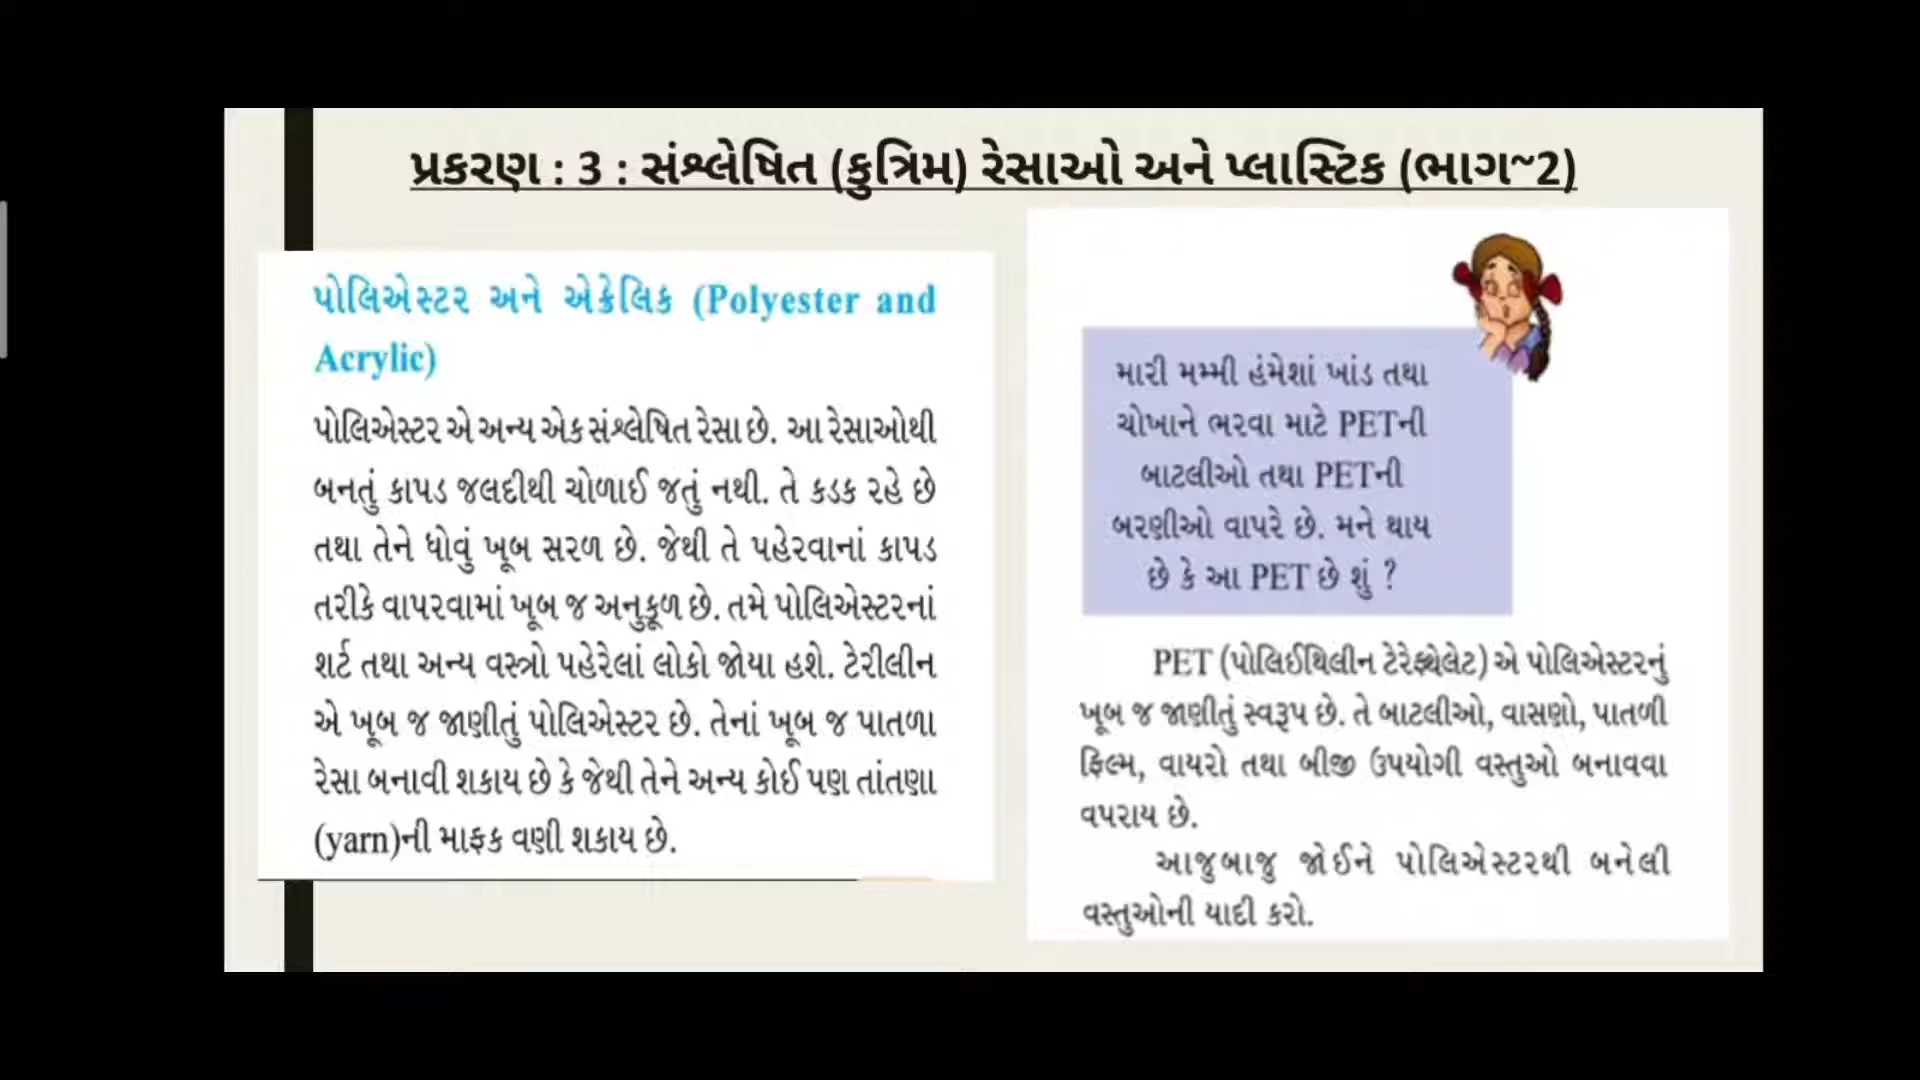 પ્રકરણ : 3 : સંશ્લેષિત (કુત્રિમ) રેસાઓ અને પ્લાસ્ટિક (ભાગ~2)
પોલિએસ્ટર અને એક્રેલિક (Polyester and
Acrylic)
પોલિએસ્ટર એ અન્ય એક સંશ્લેષિત રેસા છે. આ રેસાઓથી
બનતું કાપડ જલદીથી ચોળાઈ જતું નથી. તે કડક રહે છે
તથા તેને ધોવું ખૂબ સરળ છે. જેથી તે પહેરવાનાં કાપડ
તરીકે વાપરવામાં ખૂબ જ અનુકૂળ છે. તમે પોલિએસ્ટરનાં
શર્ટ તથા અન્ય વસ્ત્રો પહેરેલાં લોકો જોયા હશે. ટેરીલીન
એ ખૂબ જ જાણીતું પોલિએસ્ટર છે. તેનાં ખૂબ જ પાતળા
રેસા બનાવી શકાય છે કે જેથી તેને અન્ય કોઈ પણ તાંતણા
(yarn)ની માફક વણી શકાય છે.
મારી મમ્મી હંમેશાં ખાંડ તથા
ચોખાને ભરવા માટે PETની
બાટલીઓ તથા PETની
બરણીઓ વાપરે છે. મને થાય
છે કે આ PET છે શું ?
PET (પોલિઈથિલીન ટેરેફ્થેલેટ) એ પોલિએસ્ટરનું
ખૂબ જ જાણીતું સ્વરૂપ છે. તે બાટલીઓ, વાસણો, પાતળી
ફિલ્મ, વાયરો તથા બીજી ઉપયોગી વસ્તુઓ બનાવવા
વપરાય છે.
આજુબાજુ જોઈને પોલિએસ્ટરથી બનેલી
વસ્તુઓની યાદી કરો.